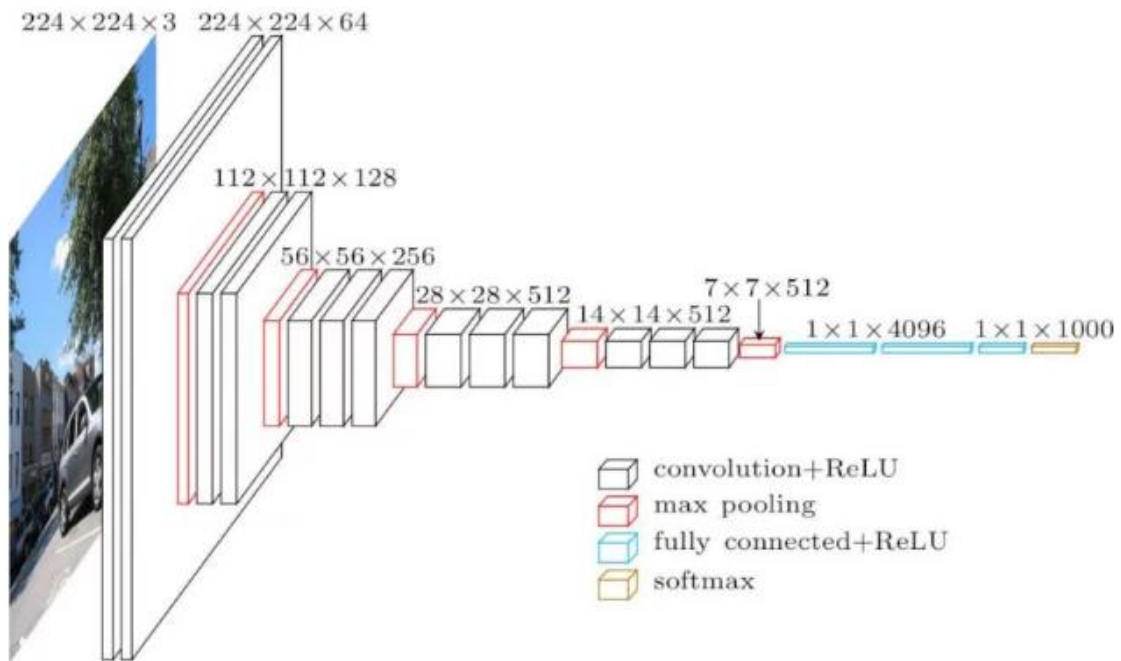 224×224×3
224×224×64
112×112×128
56×56×256
28×28×512
14×14×512
7×7×512
1×1×4096
1×1×1000
convolution+ReLU
max pooling
fully connected+ReLU
softmax